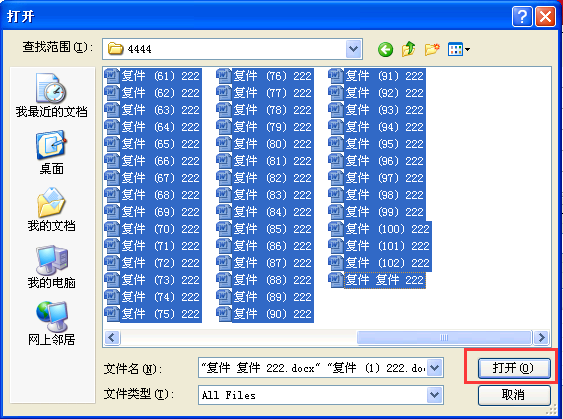 打开
查找范围(I):
4444
我最近的文档
桌面
我的文档
我的电脑
网上邻居
复件 (61) 222
复件 (62) 222
复件 (63) 222
复件 (64) 222
复件 (65) 222
复件 (66) 222
复件 (67) 222
复件 (68) 222
复件 (69) 222
复件 (70) 222
复件 (71) 222
复件 (72) 222
复件 (73) 222
复件 (74) 222
复件 (75) 222
复件 (76) 222
复件 (77) 222
复件 (78) 222
复件 (79) 222
复件 (80) 222
复件 (81) 222
复件 (82) 222
复件 (83) 222
复件 (84) 222
复件 (85) 222
复件 (86) 222
复件 (87) 222
复件 (88) 222
复件 (89) 222
复件 (90) 222
复件 (91) 222
复件 (92) 222
复件 (93) 222
复件 (94) 222
复件 (95) 222
复件 (96) 222
复件 (97) 222
复件 (98) 222
复件 (99) 222
复件 (100) 222
复件 (101) 222
复件 (102) 222
复件 复件 222
文件名(N):
"复件 复件 222.docx" "复件 (1) 222.do
打开(O)
文件类型(T):
All Files
取消